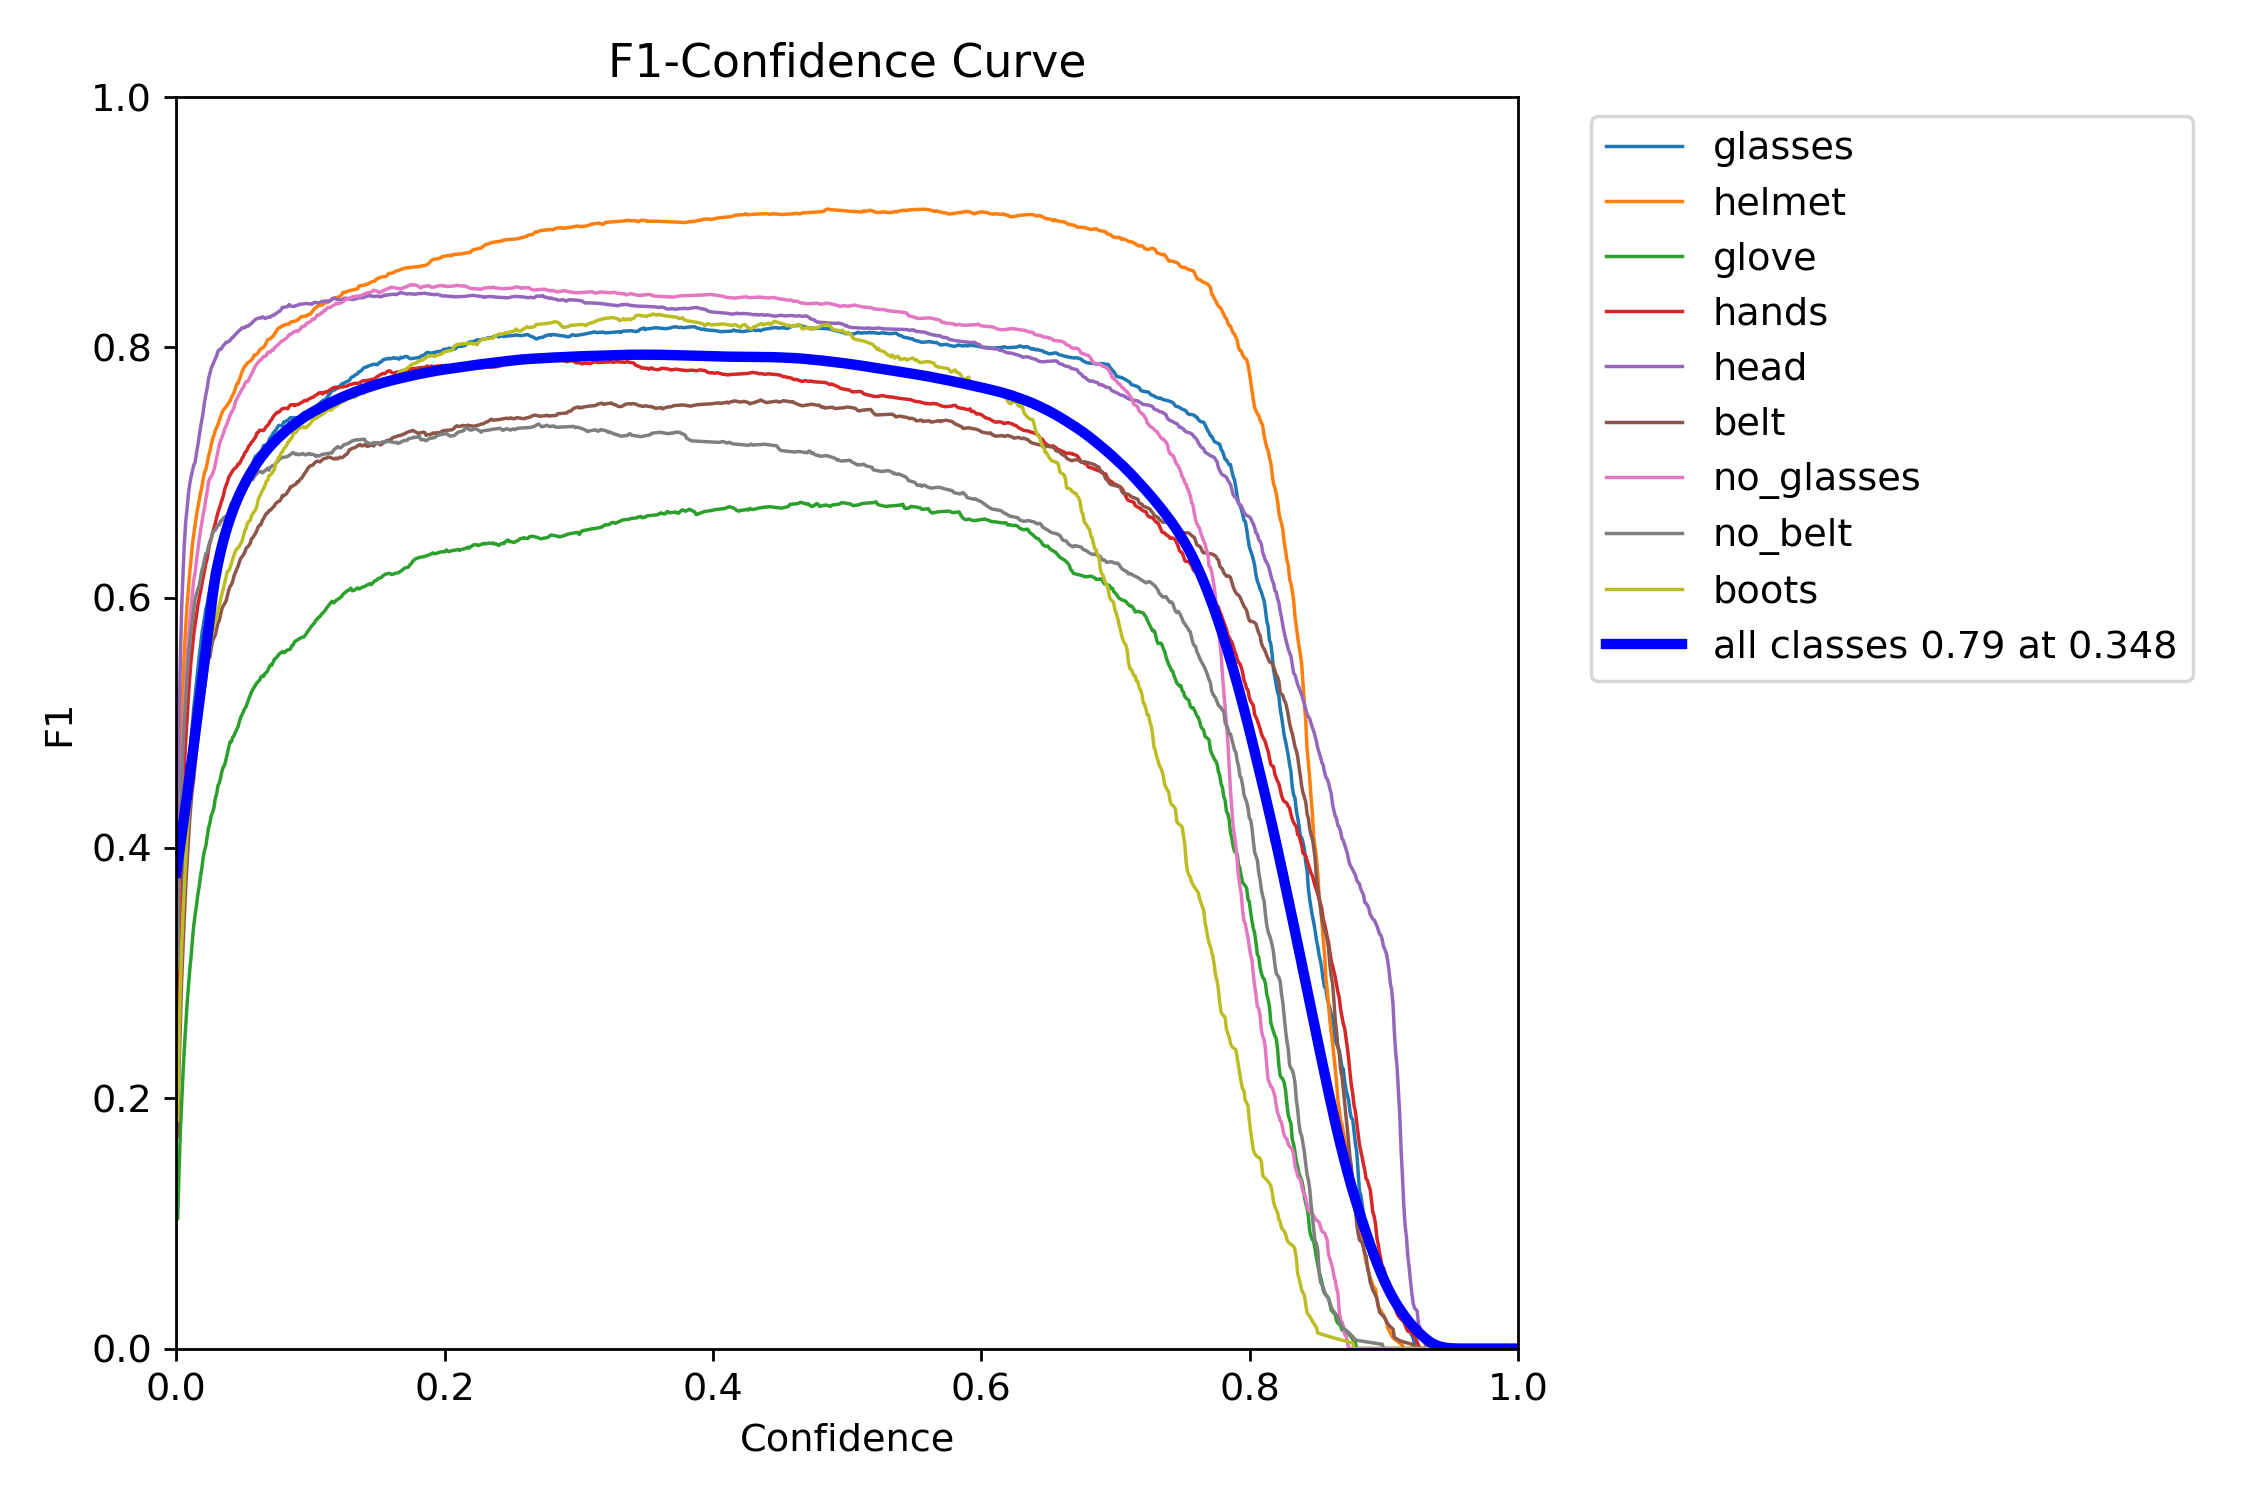 F1-Confidence Curve
1.0
0.8
0.6
0.4
0.2
0.0
F1
0.0 0.2 0.4 0.6 0.8 1.0
Confidence
glasses
helmet
glove
hands
head
belt
no_glasses
no_belt
boots
all classes 0.79 at 0.348